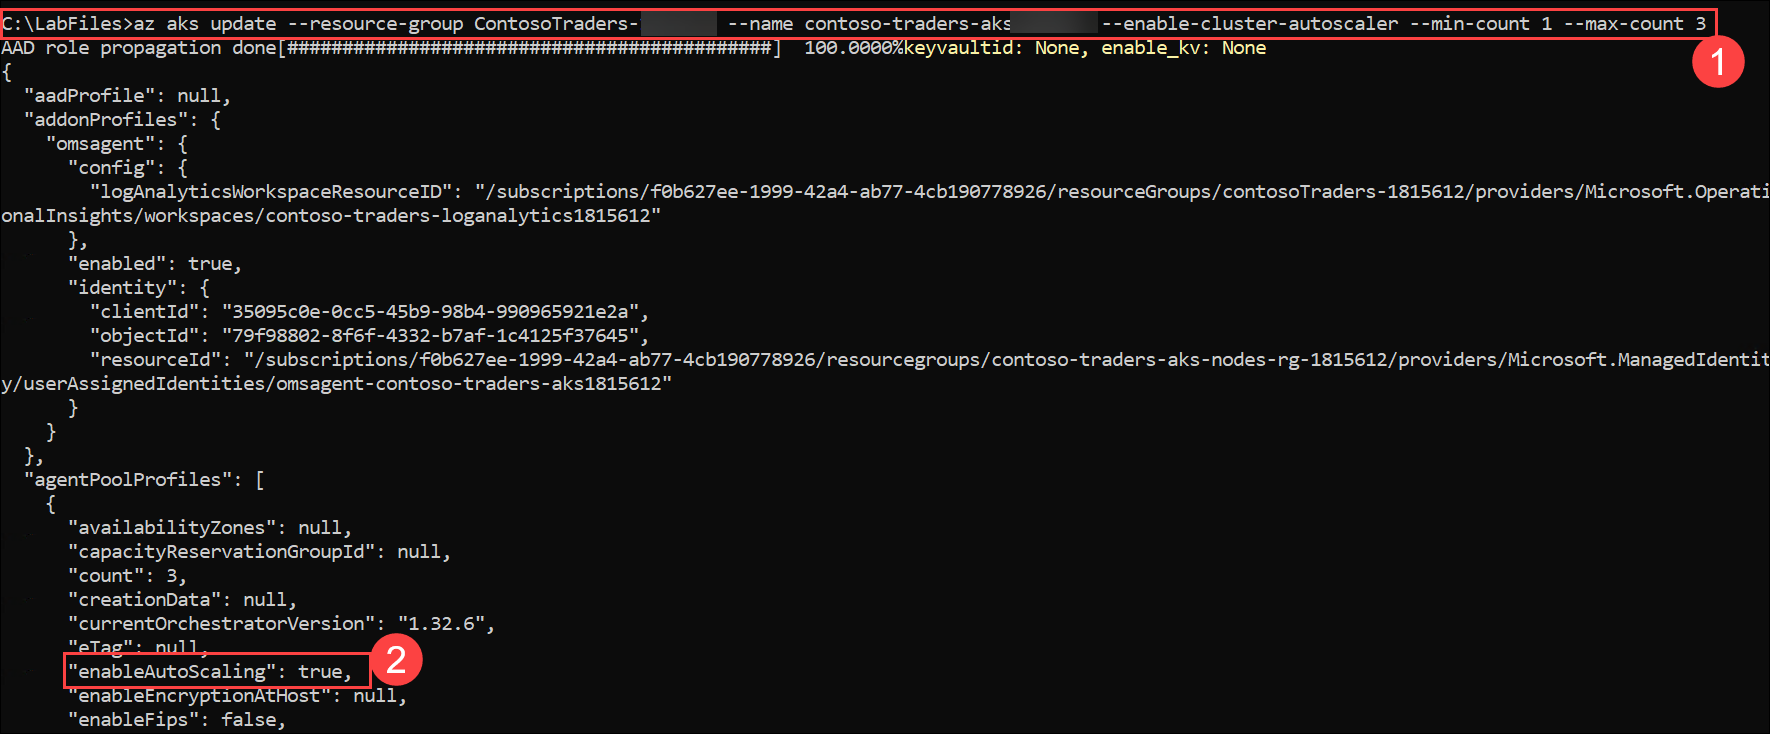 C:\LabFiles>az aks update --resource-group ContosoTraders- --name contoso-traders-aks --enable-cluster-autoscaler --min-count 1 --max-count 3
AAD role propagation done[############################################]  100.0000%keyvaultid: None, enable_kv: None
1
{
  "aadProfile": null,
  "addonProfiles": {
    "omsagent": {
      "config": {
        "logAnalyticsWorkspaceResourceID": "/subscriptions/f0b627ee-1999-42a4-ab77-4cb190778926/resourceGroups/contosoTraders-1815612/providers/Microsoft.Operati
onalInsights/workspaces/contoso-traders-loganalytics1815612"
      },
      "enabled": true,
      "identity": {
        "clientId": "35095c0e-0cc5-45b9-98b4-990965921e2a",
        "objectId": "79f98802-8f6f-4332-b7af-1c4125f37645",
        "resourceId": "/subscriptions/f0b627ee-1999-42a4-ab77-4cb190778926/resourcegroups/contoso-traders-aks-nodes-rg-1815612/providers/Microsoft.ManagedIdentit
y/userAssignedIdentities/omsagent-contoso-traders-aks1815612"
      }
    }
  },
  "agentPoolProfiles": [
    {
      "availabilityZones": null,
      "capacityReservationGroupId": null,
      "count": 3,
      "creationData": null,
      "currentOrchestratorVersion": "1.32.6",
      "eTag": null,
      "enableAutoScaling": true,
2
      "enableEncryptionAtHost": null,
      "enableFips": false,